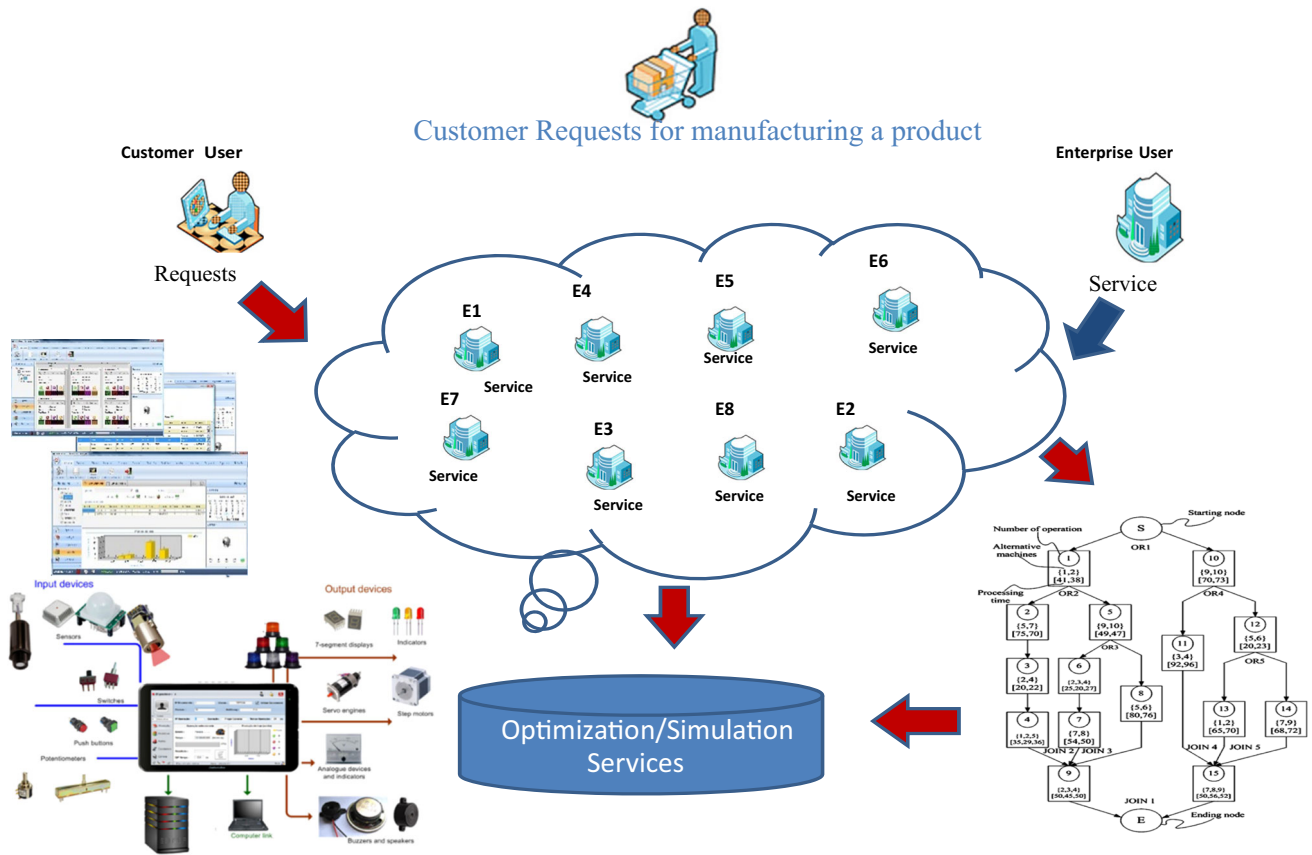 Customer Requests for manufacturing a product
Customer User
Requests
Enterprise User
Service
E6
E5
E4
E1
Service
Service
Service
Service
E7
E8
E2
E3
Service
Service
Service
Service
Input devices
Sensors
Switches
Push buttons
Potentiometers
Output devices
7-segment displays
Indicators
Servo engines
Step motors
Analogue devices
and indicators
Buzzers and speakers
Computer link
Optimization/Simulation
Services
Starting node
S
Number of operation
OR1
Alternative
machines
1
{1,2}
[41,38]
10
{9,10}
[70,73]
Processing
time
OR2
OR4
2
{5,7}
[75,70]
5
{9,10}
[49,47]
11
{3,4}
[92,96]
12
{5,6}
[20,23]
OR3
OR5
3
{2,4}
[20,22]
6
{2,3,4}
[25,20,27]
8
{5,6}
[80,76]
4
{1,2,5}
[35,29,36]
7
{7,8}
[54,50]
13
{1,2}
[65,70]
14
{7,9}
[68,72]
JOIN 2
JOIN 3
JOIN 4
JOIN 5
9
{2,3,4}
[50,45,50]
15
{7,8,9}
[50,56,52]
JOIN 1
E
Ending node